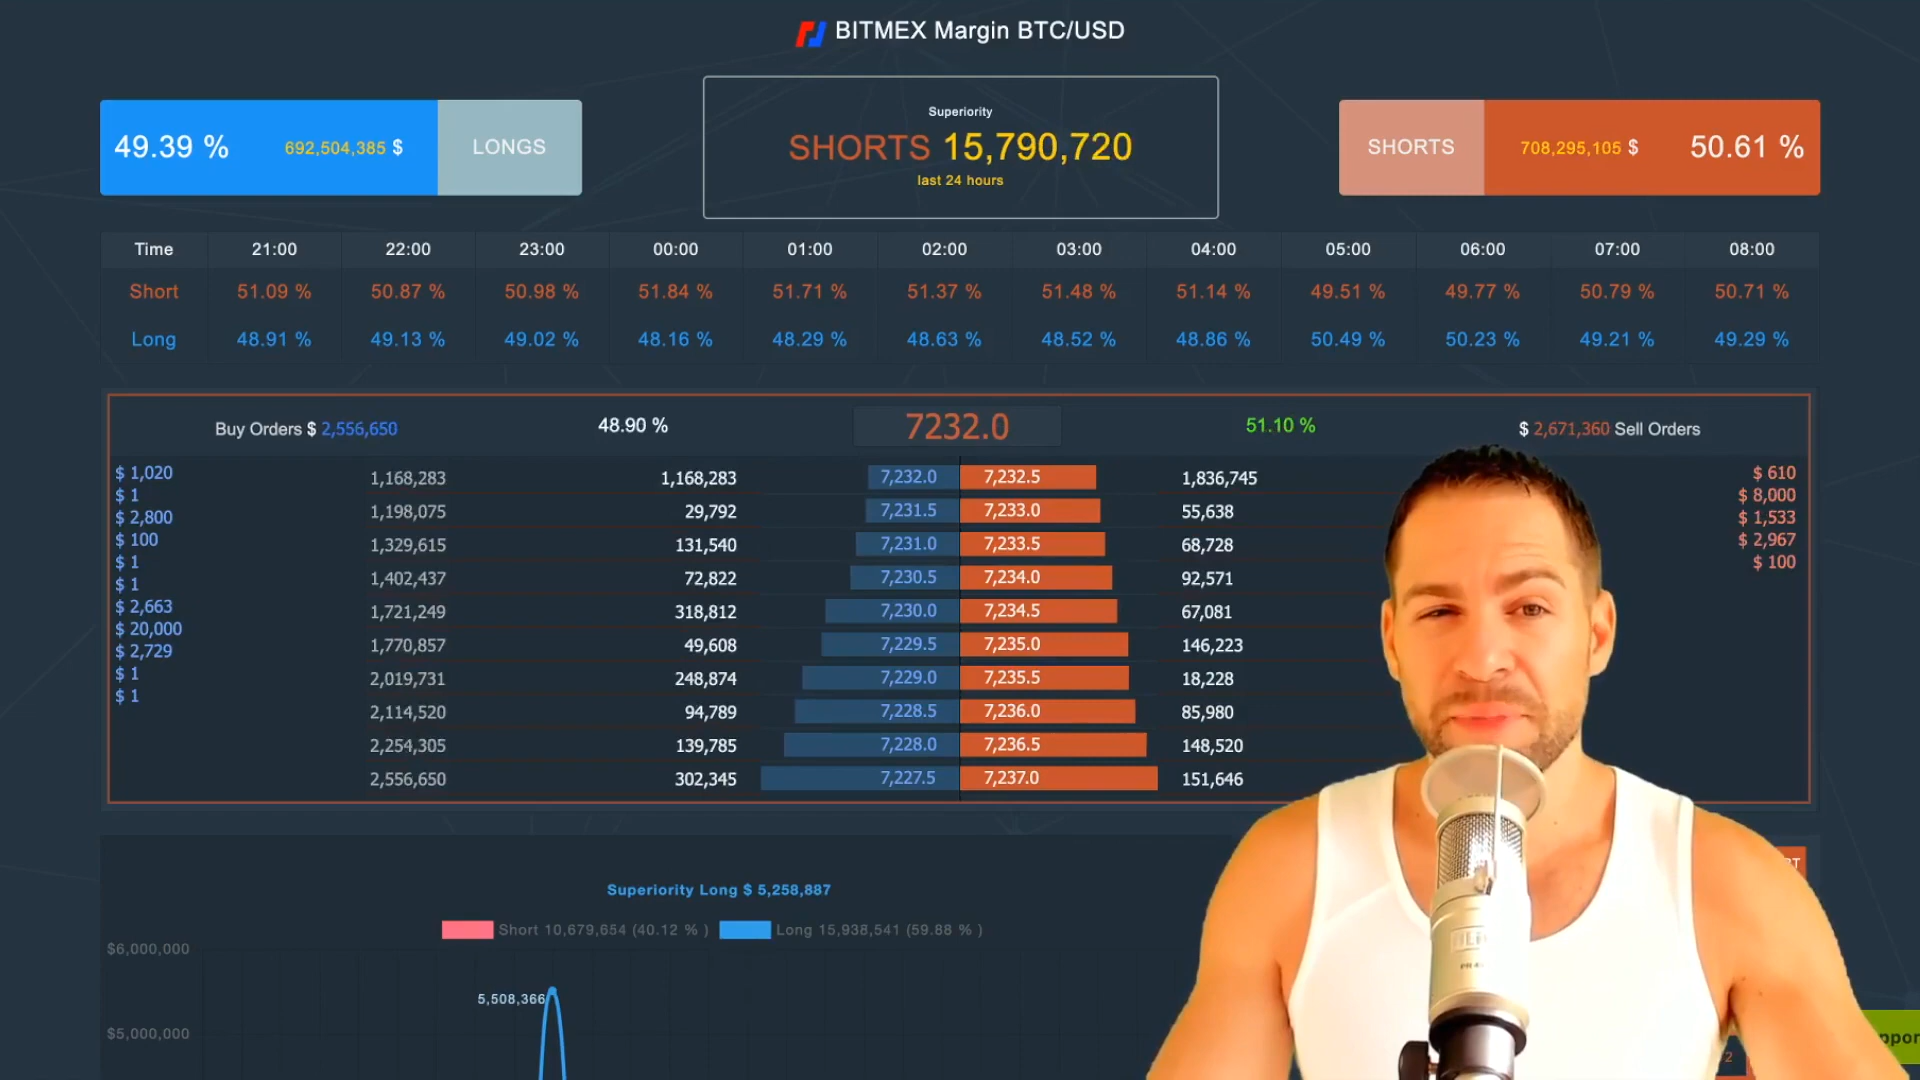 BITMEX Margin BTC/USD
49.39 % 692,504,385 $ LONGS
Superiority
SHORTS 15,790,720
last 24 hours
SHORTS 708,295,105 $ 50.61 %
Time 21:00 22:00 23:00 00:00 01:00 02:00 03:00 04:00 05:00 06:00 07:00 08:00
Short 51.09 % 50.87 % 50.98 % 51.84 % 51.71 % 51.37 % 51.48 % 51.14 % 49.51 % 49.77 % 50.79 % 50.71 %
Long 48.91 % 49.13 % 49.02 % 48.16 % 48.29 % 48.63 % 48.52 % 48.86 % 50.49 % 50.23 % 49.21 % 49.29 %
Buy Orders $ 2,556,650 48.90 % 7232.0 51.10 % $ 2,671,360 Sell Orders
$ 1,020 1,168,283 1,168,283 7,232.0 7,232.5 1,836,745 $ 610
$ 1 $ 8,000
$ 2,800 1,198,075 29,792 7,231.5 7,233.0 55,638 $ 1,533
$ 100 1,329,615 131,540 7,231.0 7,233.5 68,728 $ 2,967
$ 1 $ 100
$ 1 1,402,437 72,822 7,230.5 7,234.0 92,571
$ 2,663 1,721,249 318,812 7,230.0 7,234.5 67,081
$ 20,000
$ 2,729 1,770,857 49,608 7,229.5 7,235.0 146,223
$ 1 2,019,731 248,874 7,229.0 7,235.5 18,228
$ 1 2,114,520 94,789 7,228.5 7,236.0 85,980
2,254,305 139,785 7,228.0 7,236.5 148,520
2,556,650 302,345 7,227.5 7,237.0 151,646
Superiority Long $ 5,258,887
Short 10,679,654 (40.12 % ) Long 15,938,541 (59.88 % )
$6,000,000
5,508,366
$5,000,000